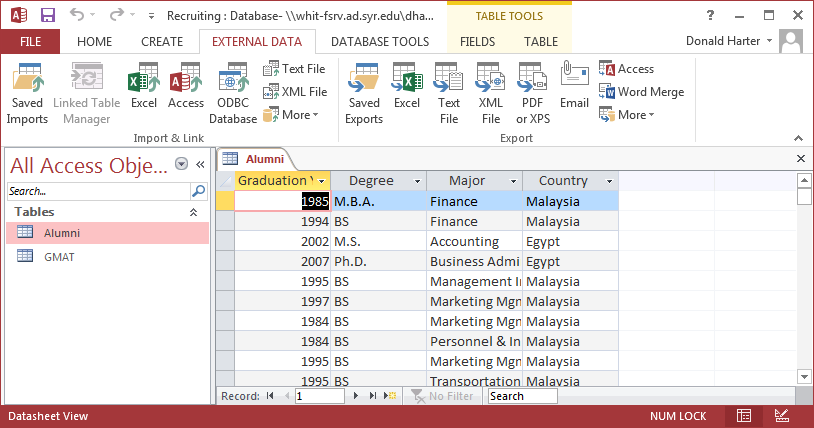 Recruiting : Database- \\whit-fsrv.ad.syr.edu\dha...
TABLE TOOLS
FILE HOME CREATE EXTERNAL DATA DATABASE TOOLS FIELDS TABLE Donald Harter
Saved Imports
Linked Table Manager
Excel
Access
ODBC Database
Text File
XML File
More
Saved Exports
Excel
Text File
XML File
PDF or XPS
Email
Access
Word Merge
More
Import & Link
Export
All Access Obje...
Search...
Tables
Alumni
GMAT
Alumni
Graduation Y Degree Major Country
1985 M.B.A. Finance Malaysia
1994 BS Finance Malaysia
2002 M.S. Accounting Egypt
2007 Ph.D. Business Admi Egypt
1995 BS Management In Malaysia
1997 BS Marketing Mgn Malaysia
1984 BS Marketing Mgn Malaysia
1984 BS Personnel & In Malaysia
1995 BS Marketing Mgn Malaysia
1995 BS Transportation Malaysia
Record: 1 No Filter Search
Datasheet View NUM LOCK